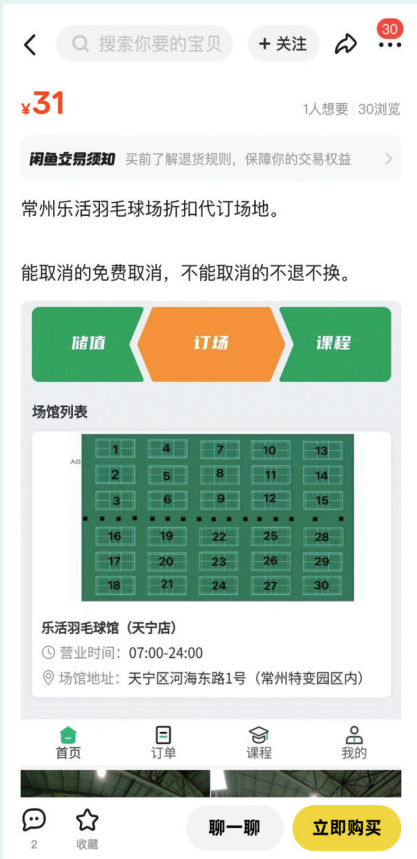 搜索你要的宝贝
+ 关注
30
¥31
1人想要 30浏览
闲鱼交易须知 买前了解退货规则，保障你的交易权益
常州乐活羽毛球场折扣代订场地。
能取消的免费取消，不能取消的不退不换。
储值 订场 课程
场馆列表
入口
1 4 7 10 13
2 5 8 11 14
3 6 9 12 15
16 19 22 25 28
17 20 23 26 29
18 21 24 27 30
乐活羽毛球馆（天宁店）
营业时间：07:00-24:00
场馆地址：天宁区河海东路1号（常州特变园区内）
首页 订单 课程 我的
2 收藏 聊一聊 立即购买